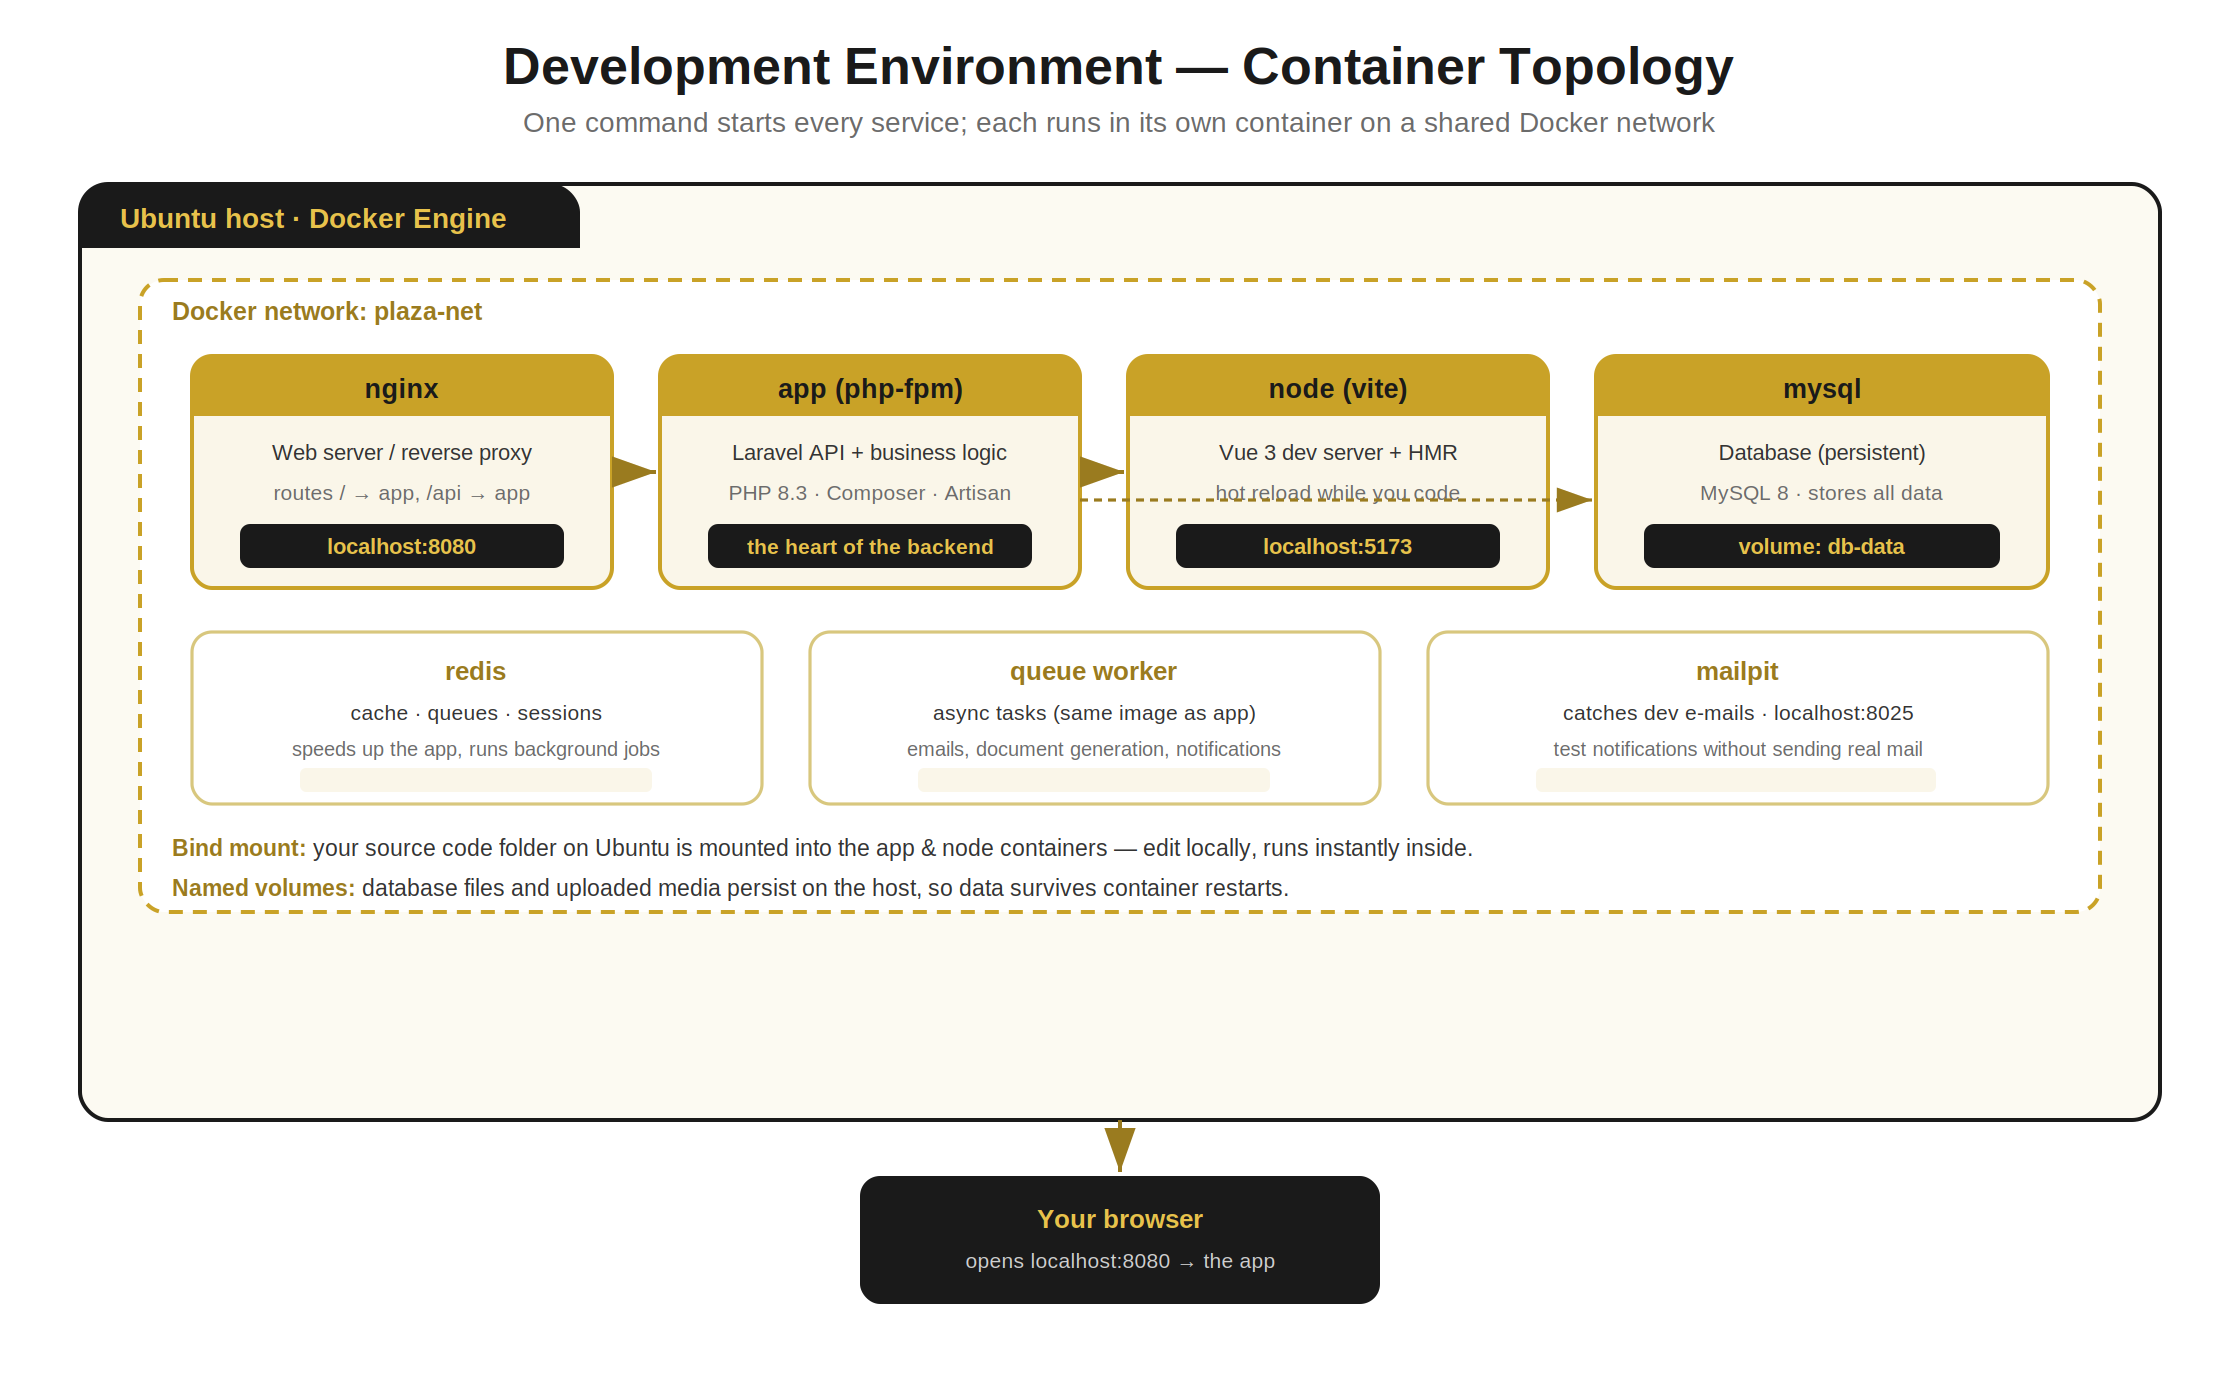 Development Environment — Container Topology
One command starts every service; each runs in its own container on a shared Docker network
Ubuntu host · Docker Engine
Docker network: plaza-net
nginx
Web server / reverse proxy
routes / → app, /api → app
localhost:8080
app (php-fpm)
Laravel API + business logic
PHP 8.3 · Composer · Artisan
the heart of the backend
node (vite)
Vue 3 dev server + HMR
hot reload while you code
localhost:5173
mysql
Database (persistent)
MySQL 8 · stores all data
volume: db-data
redis
cache · queues · sessions
speeds up the app, runs background jobs
queue worker
async tasks (same image as app)
emails, document generation, notifications
mailpit
catches dev e-mails · localhost:8025
test notifications without sending real mail
Bind mount: your source code folder on Ubuntu is mounted into the app & node containers — edit locally, runs instantly inside.
Named volumes: database files and uploaded media persist on the host, so data survives container restarts.
Your browser
opens localhost:8080 → the app